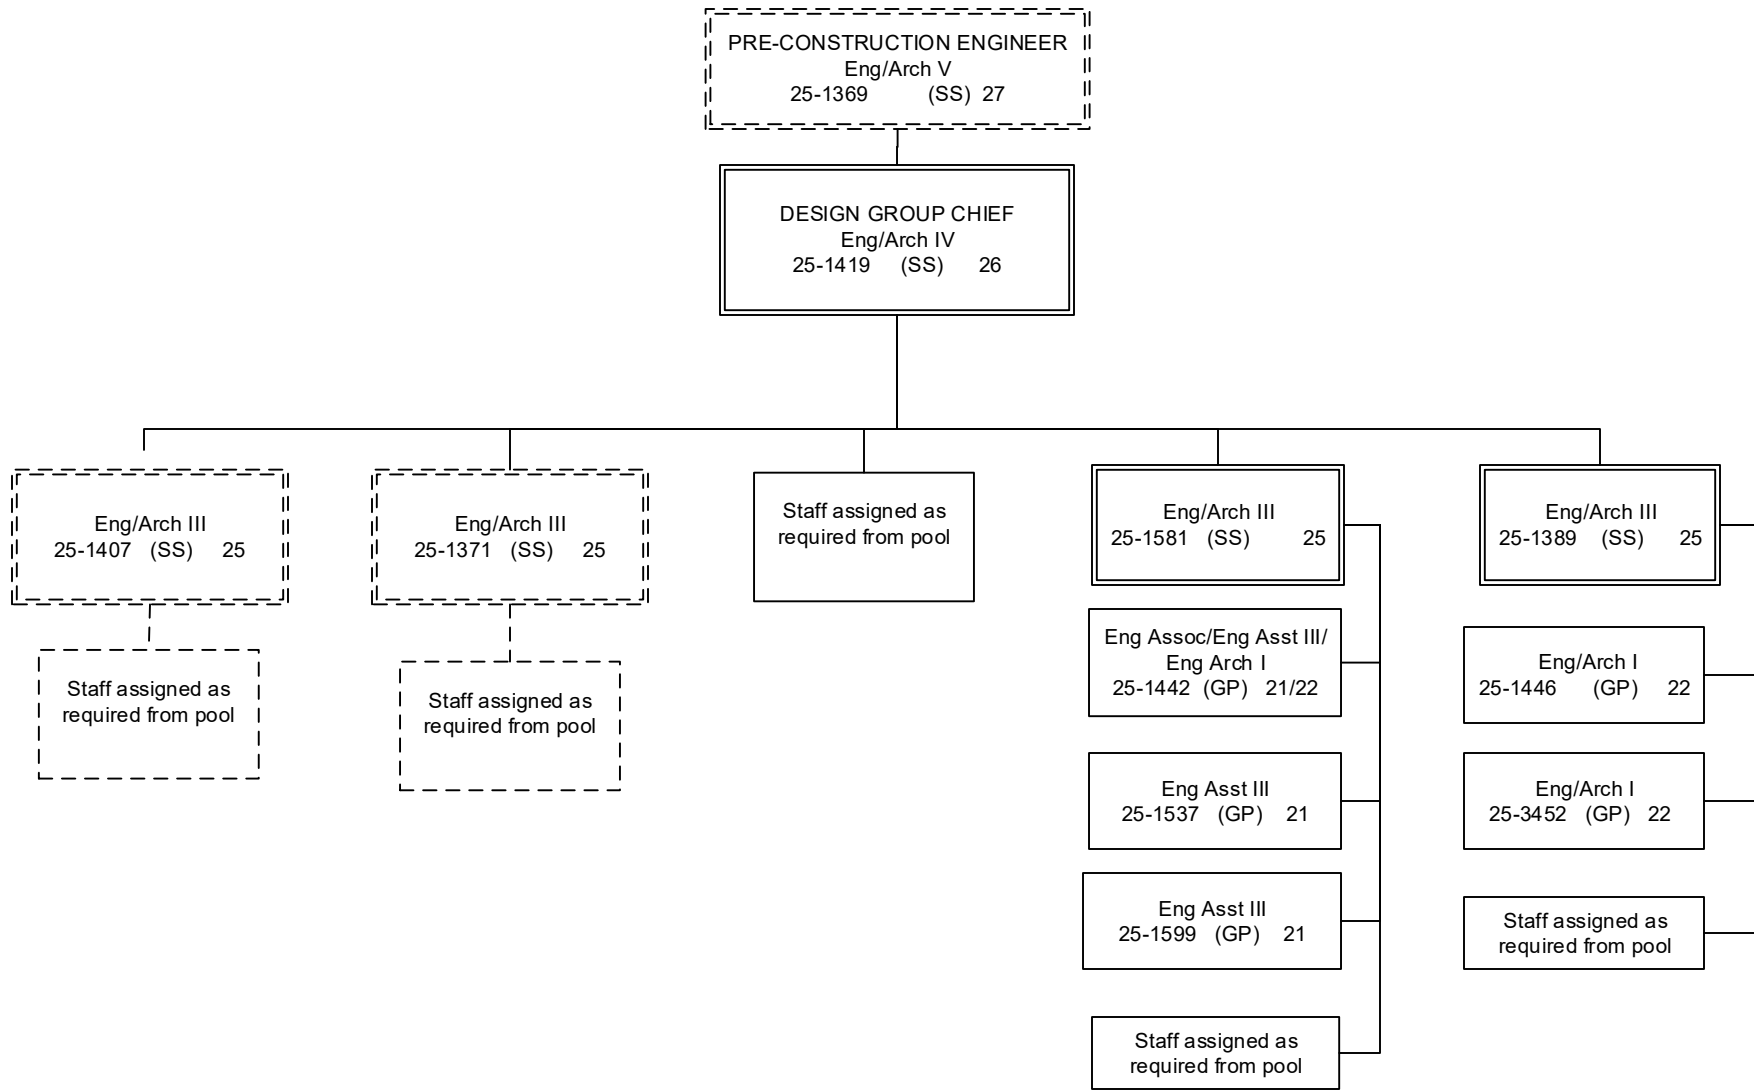 PRE-CONSTRUCTION ENGINEER
Eng/Arch V
25-1369 (SS) 27
DESIGN GROUP CHIEF
Eng/Arch IV
25-1419 (SS) 26
Eng/Arch III
25-1407 (SS) 25
Staff assigned as
required from pool
Eng/Arch III
25-1371 (SS) 25
Staff assigned as
required from pool
Staff assigned as
required from pool
Eng/Arch III
25-1581 (SS) 25
Eng Assoc/Eng Asst III/
Eng Arch I
25-1442 (GP) 21/22
Eng Asst III
25-1537 (GP) 21
Eng Asst III
25-1599 (GP) 21
Staff assigned as
required from pool
Eng/Arch III
25-1389 (SS) 25
Eng/Arch I
25-1446 (GP) 22
Eng/Arch I
25-3452 (GP) 22
Staff assigned as
required from pool